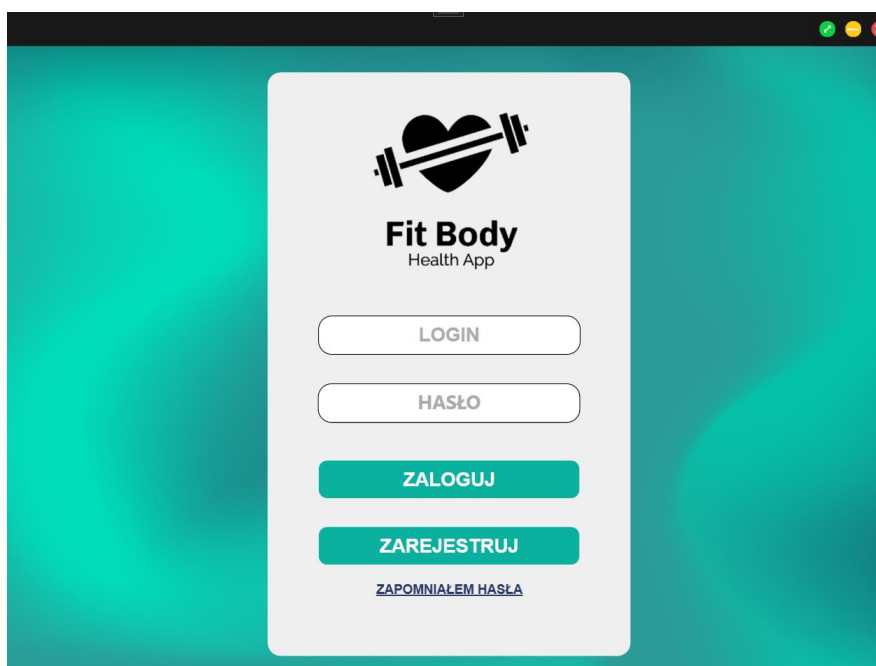 Fit Body
Health App
LOGIN
HASŁO
ZALOGUJ
ZAREJESTRUJ
ZAPOMNIAŁEM HASŁA